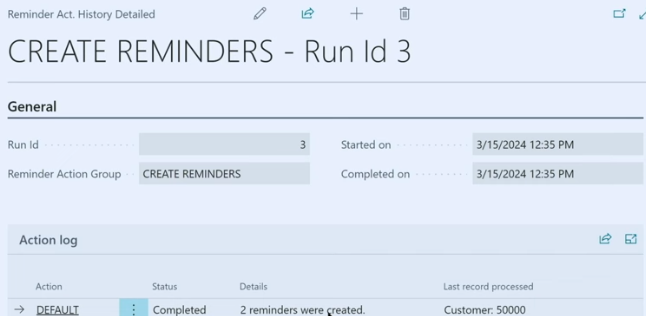 Reminder Act. History Detailed
CREATE REMINDERS - Run Id 3
General
Run Id 3 Started on 3/15/2024 12:35 PM
Reminder Action Group CREATE REMINDERS Completed on 3/15/2024 12:35 PM
Action log
Action Status Details Last record processed
DEFAULT Completed 2 reminders were created. Customer: 50000